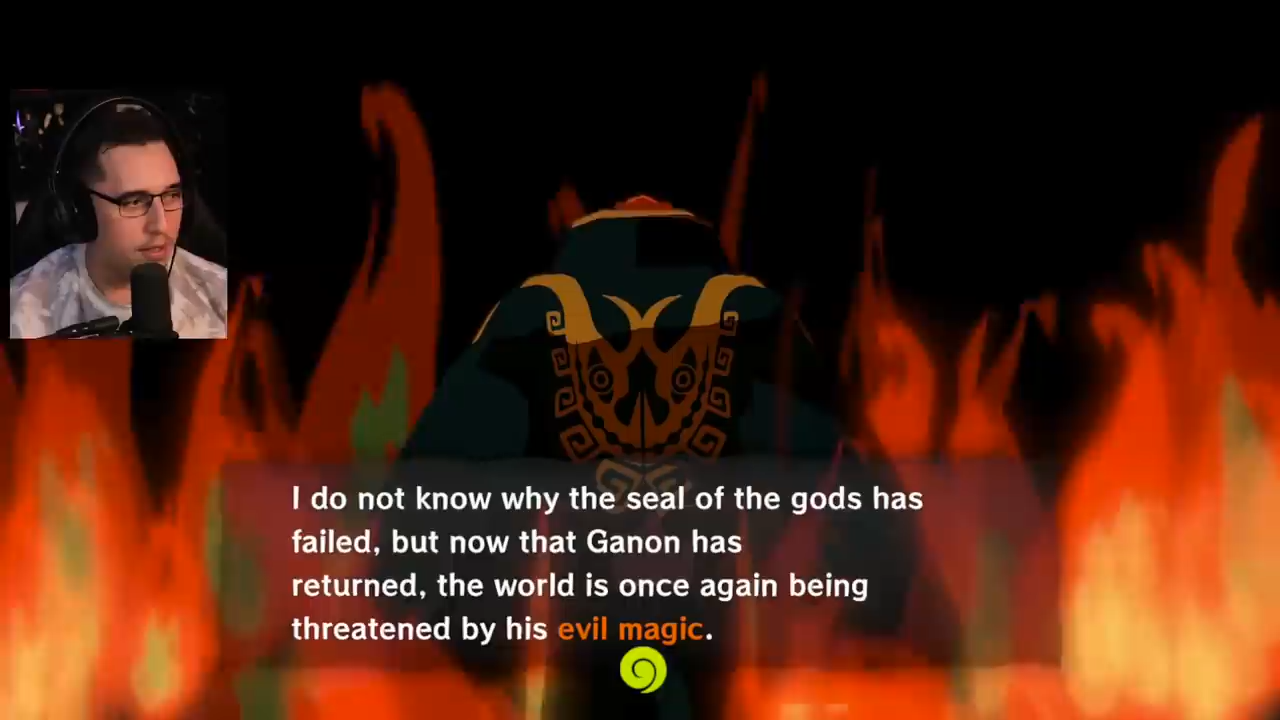 I do not know why the seal of the gods has
failed, but now that Ganon has
returned, the world is once again being
threatened by his evil magic.